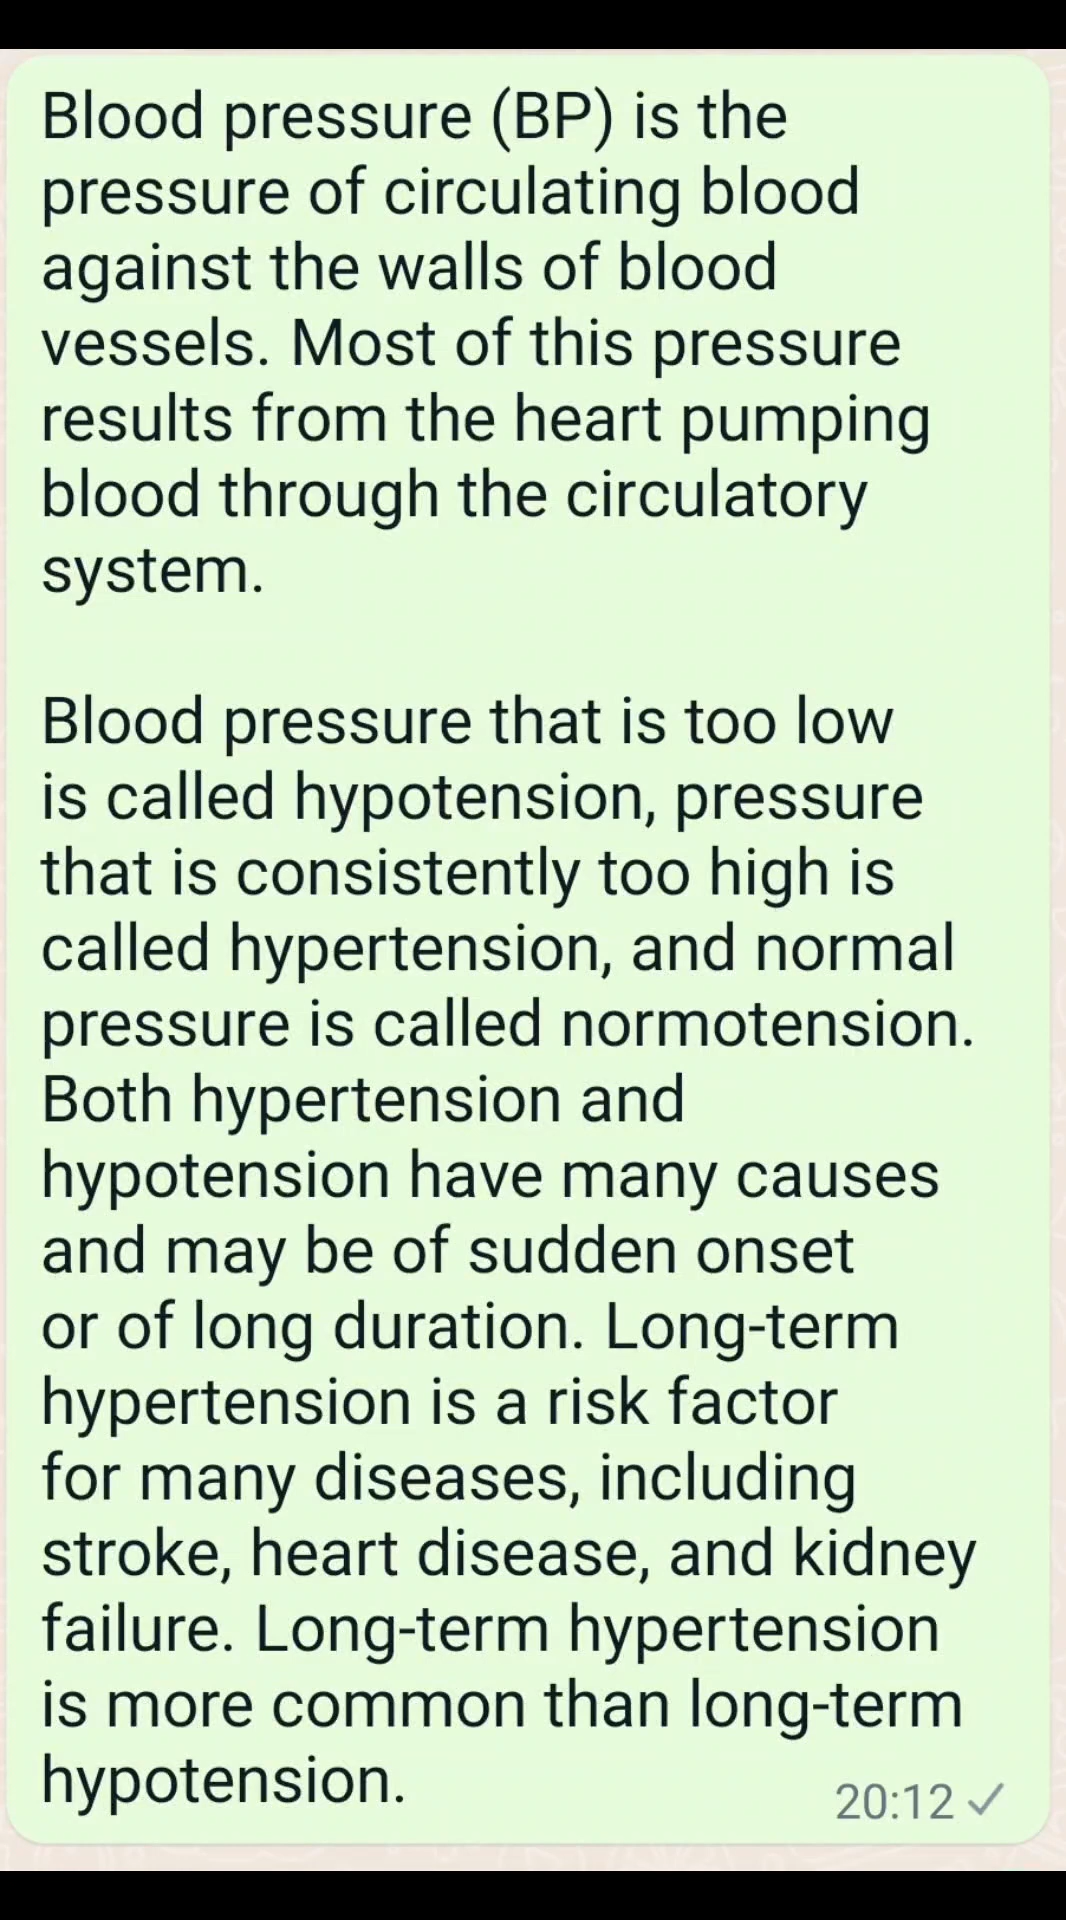 Blood pressure (BP) is the
pressure of circulating blood
against the walls of blood
vessels. Most of this pressure
results from the heart pumping
blood through the circulatory
system.
Blood pressure that is too low
is called hypotension, pressure
that is consistently too high is
called hypertension, and normal
pressure is called normotension.
Both hypertension and
hypotension have many causes
and may be of sudden onset
or of long duration. Long-term
hypertension is a risk factor
for many diseases, including
stroke, heart disease, and kidney
failure. Long-term hypertension
is more common than long-term
hypotension.
20:12